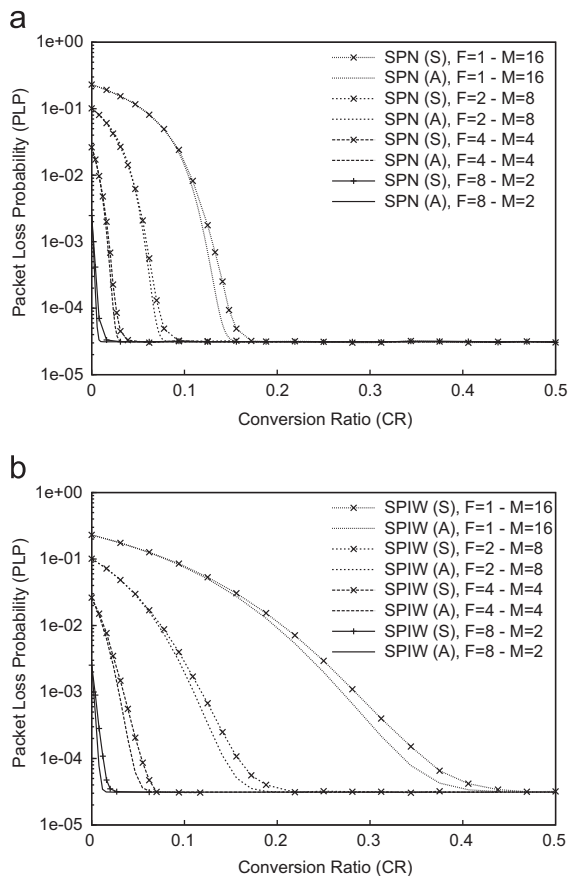 a
1e+00
1e-01
1e-02
1e-03
1e-04
1e-05
Packet Loss Probability (PLP)
SPN (S), F=1 - M=16
SPN (A), F=1 - M=16
SPN (S), F=2 - M=8
SPN (A), F=2 - M=8
SPN (S), F=4 - M=4
SPN (A), F=4 - M=4
SPN (S), F=8 - M=2
SPN (A), F=8 - M=2
0 0.1 0.2 0.3 0.4 0.5
Conversion Ratio (CR)
b
1e+00
1e-01
1e-02
1e-03
1e-04
1e-05
Packet Loss Probability (PLP)
SPIW (S), F=1 - M=16
SPIW (A), F=1 - M=16
SPIW (S), F=2 - M=8
SPIW (A), F=2 - M=8
SPIW (S), F=4 - M=4
SPIW (A), F=4 - M=4
SPIW (S), F=8 - M=2
SPIW (A), F=8 - M=2
0 0.1 0.2 0.3 0.4 0.5
Conversion Ratio (CR)